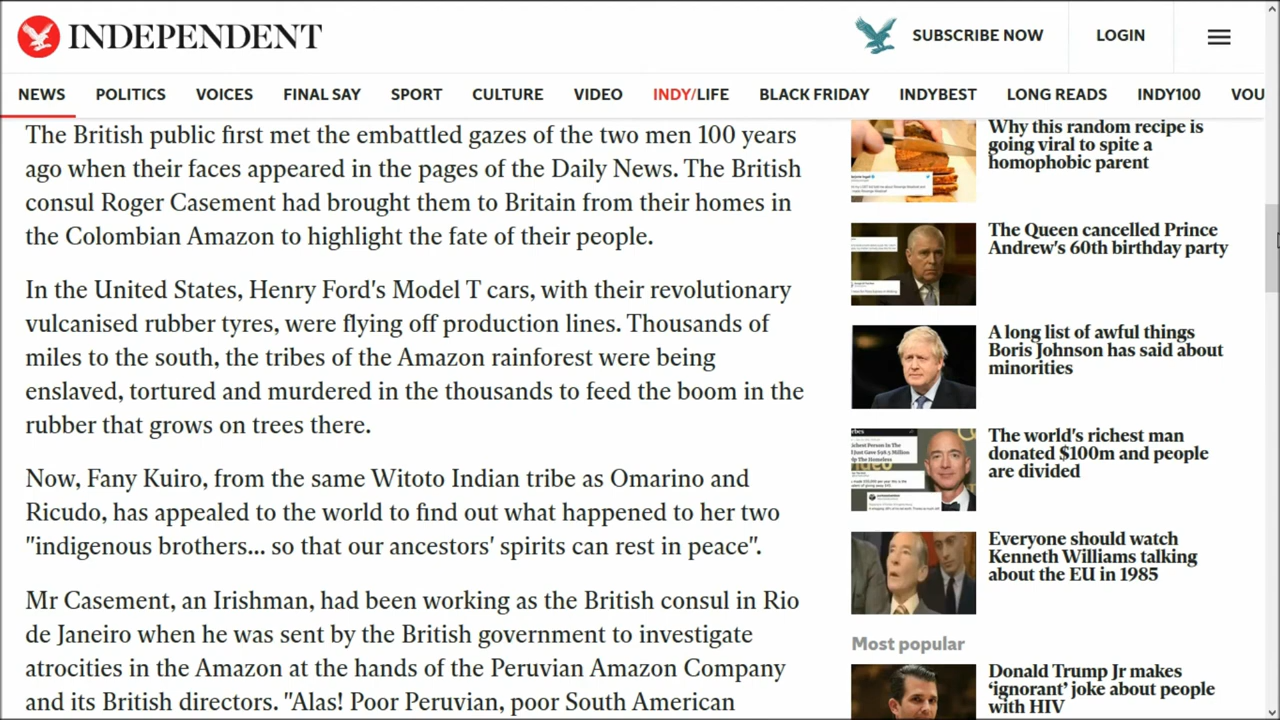 INDEPENDENT
SUBSCRIBE NOW
LOGIN
NEWS POLITICS VOICES FINAL SAY SPORT CULTURE VIDEO INDY/LIFE BLACK FRIDAY INDYBEST LONG READS INDY100 VOU
The British public first met the embattled gazes of the two men 100 years
ago when their faces appeared in the pages of the Daily News. The British
consul Roger Casement had brought them to Britain from their homes in
the Colombian Amazon to highlight the fate of their people.
In the United States, Henry Ford's Model T cars, with their revolutionary
vulcanised rubber tyres, were flying off production lines. Thousands of
miles to the south, the tribes of the Amazon rainforest were being
enslaved, tortured and murdered in the thousands to feed the boom in the
rubber that grows on trees there.
Now, Fany Kuiro, from the same Witoto Indian tribe as Omarino and
Ricudo, has appealed to the world to find out what happened to her two
"indigenous brothers... so that our ancestors' spirits can rest in peace".
Mr Casement, an Irishman, had been working as the British consul in Rio
de Janeiro when he was sent by the British government to investigate
atrocities in the Amazon at the hands of the Peruvian Amazon Company
and its British directors. "Alas! Poor Peruvian, poor South American
Why this random recipe is
going viral to spite a
homophobic parent
The Queen cancelled Prince
Andrew's 60th birthday party
A long list of awful things
Boris Johnson has said about
minorities
The world's richest man
donated $100m and people
are divided
Everyone should watch
Kenneth Williams talking
about the EU in 1985
Most popular
Donald Trump Jr makes
'ignorant' joke about people
with HIV